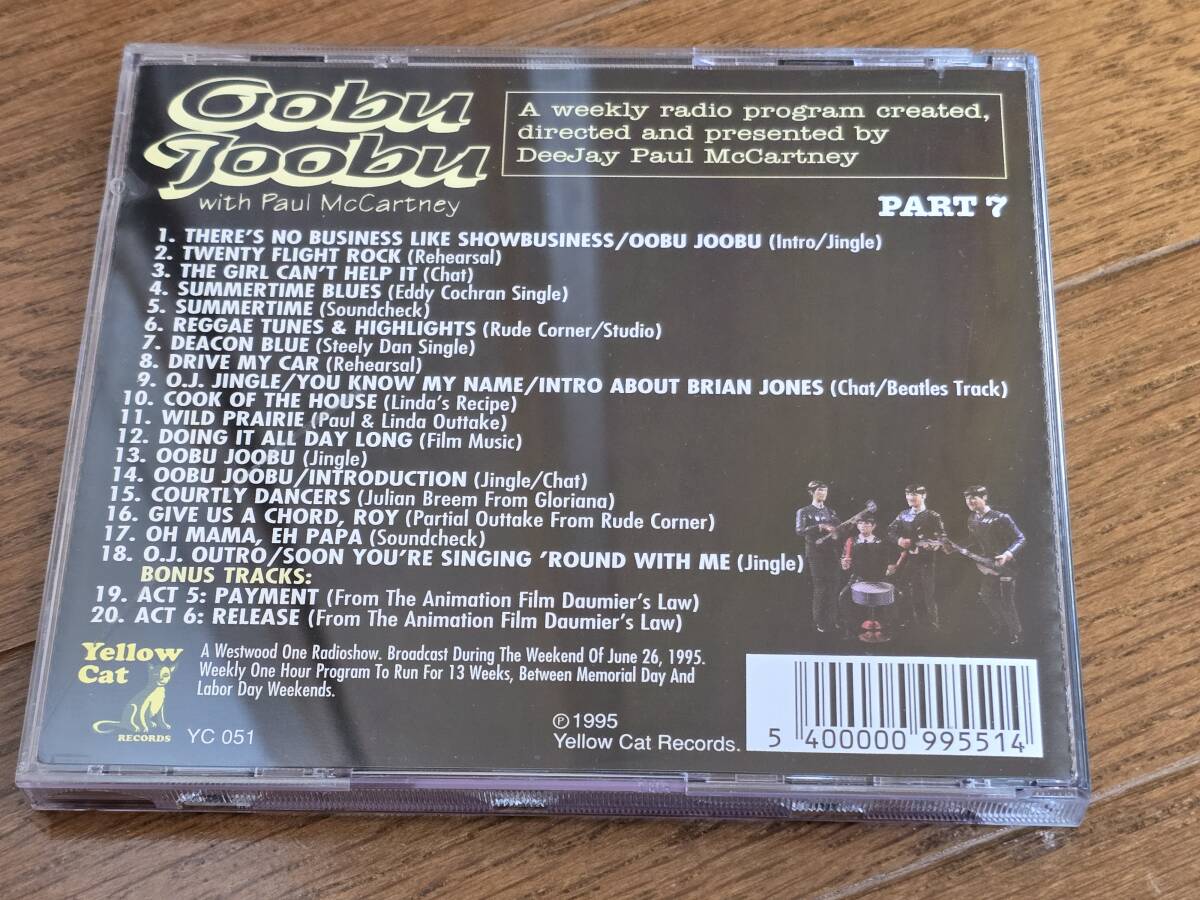 Oobu
Joobu
with Paul McCartney
A weekly radio program created,
directed and presented by
DeeJay Paul McCartney
PART 7
1. THERE'S NO BUSINESS LIKE SHOWBUSINESS/OOBU JOOBU (Intro/Jingle)
2. TWENTY FLIGHT ROCK (Rehearsal)
3. THE GIRL CAN'T HELP IT (Chat)
4. SUMMERTIME BLUES (Eddy Cochran Single)
5. SUMMERTIME (Soundcheck)
6. REGGAE TUNES & HIGHLIGHTS (Rude Corner/Studio)
7. DEACON BLUE (Steely Dan Single)
8. DRIVE MY CAR (Rehearsal)
9. O.J. JINGLE/YOU KNOW MY NAME/INTRO ABOUT BRIAN JONES (Chat/Beatles Track)
10. COOK OF THE HOUSE (Linda's Recipe)
11. WILD PRAIRIE (Paul & Linda Outtake)
12. DOING IT ALL DAY LONG (Film Music)
13. OOBU JOOBU (Jingle)
14. OOBU JOOBU/INTRODUCTION (Jingle/Chat)
15. COURTLY DANCERS (Julian Breem From Gloriana)
16. GIVE US A CHORD, ROY (Partial Outtake From Rude Corner)
17. OH MAMA, EH PAPA (Soundcheck)
18. O.J. OUTRO/SOON YOU'RE SINGING 'ROUND WITH ME (Jingle)
BONUS TRACKS:
19. ACT 5: PAYMENT (From The Animation Film Daumier's Law)
20. ACT 6: RELEASE (From The Animation Film Daumier's Law)
Yellow
Cat
RECORDS
YC 051
A Westwood One Radioshow. Broadcast During The Weekend Of June 26, 1995.
Weekly One Hour Program To Run For 13 Weeks, Between Memorial Day And
Labor Day Weekends.
℗ 1995
Yellow Cat Records.
5 400000 995514